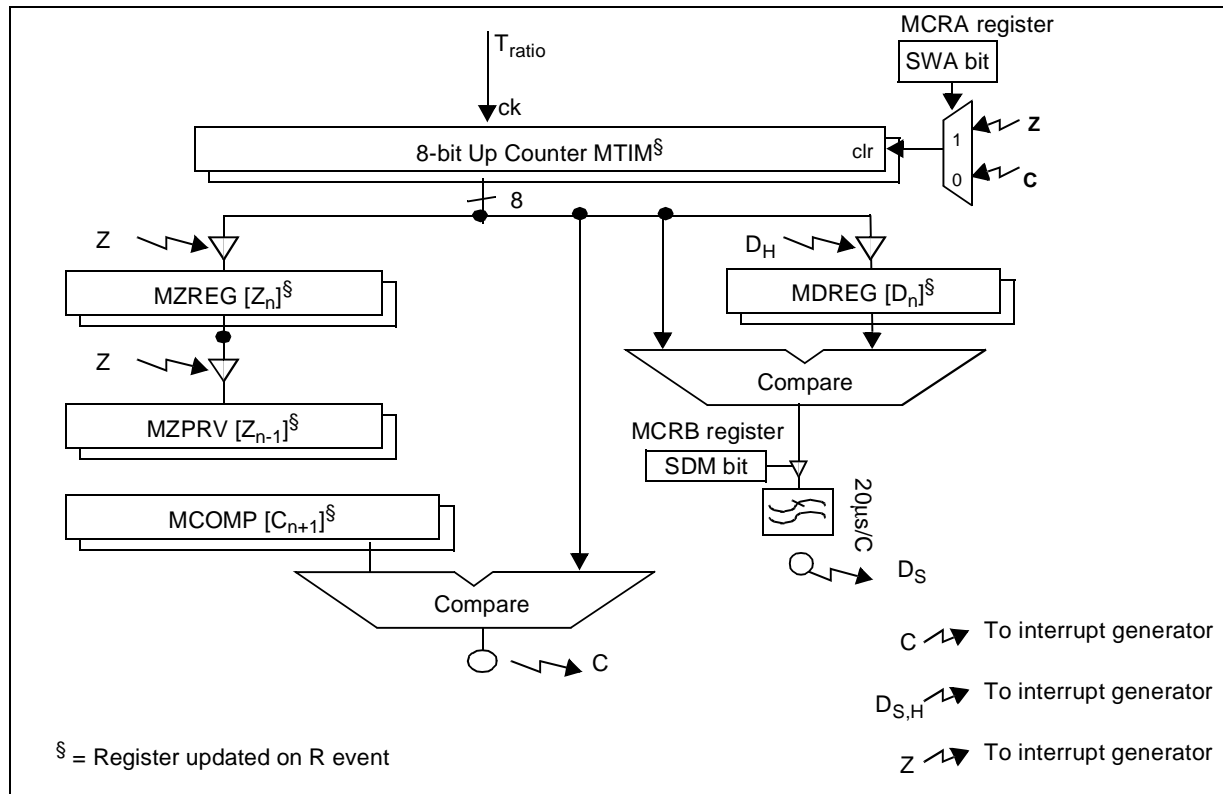 MCRA register
SWA bit
T_ratio
ck
8-bit Up Counter MTIM§
clr
1
0
Z
C
8
Z
D_H
MZREG [Z_n]§
MDREG [D_n]§
Z
Compare
MZPRV [Z_n-1]§
MCRB register
SDM bit
20µs/C
MCOMP [C_n+1]§
D_S
Compare
C
C To interrupt generator
D_S,H To interrupt generator
Z To interrupt generator
§ = Register updated on R event